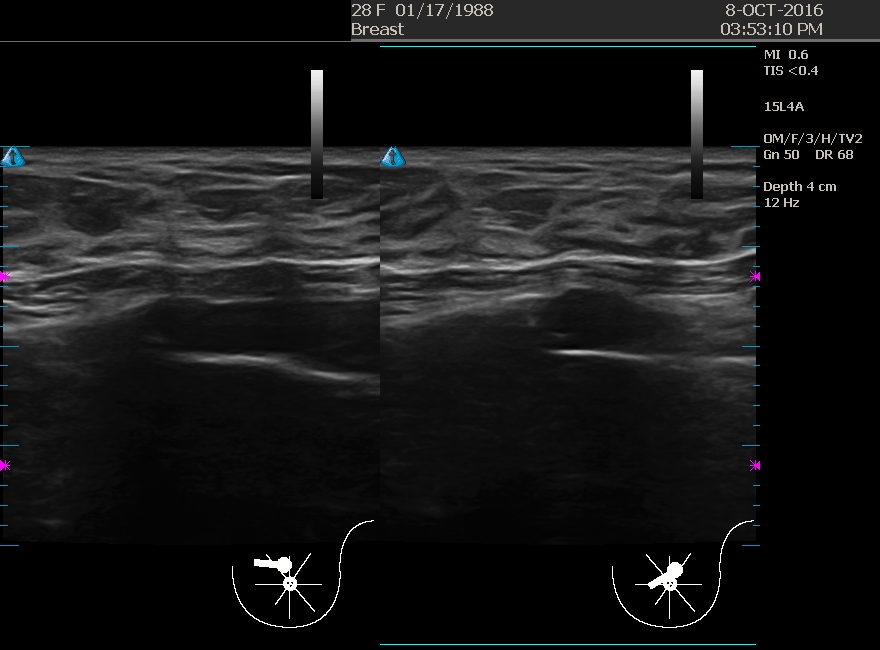 28 F 01/17/1988 8-OCT-2016
Breast 03:53:10 PM
MI 0.6
TIS <0.4
15L4A
OM/F/3/H/TV2
Gn 50 DR 68
Depth 4 cm
12 Hz